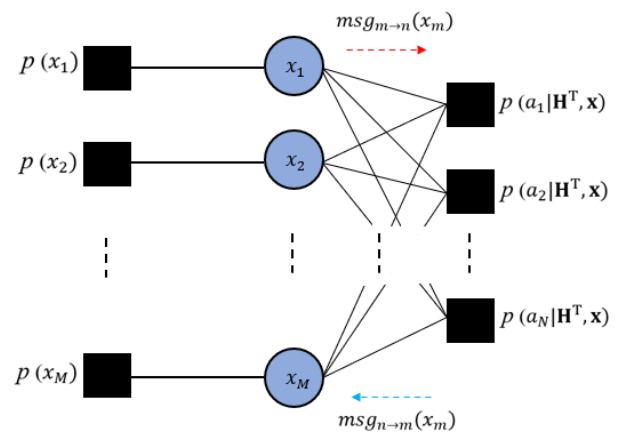 msg_{m→n}(x_m)
p (x_1)
x_1
p (a_1|H^T, x)
p (x_2)
x_2
p (a_2|H^T, x)
p (a_N|H^T, x)
p (x_M)
x_M
msg_{n→m}(x_m)